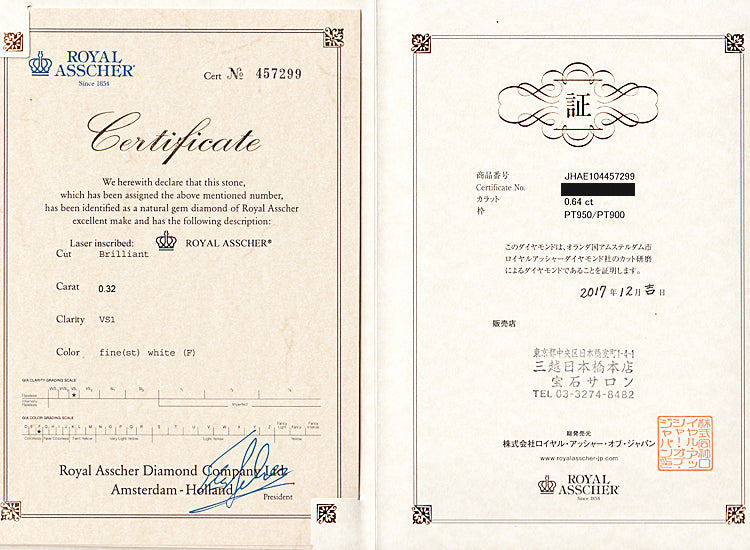 ROYAL
ASSCHER
Since 1854
Cert № 457299
Certificate
We herewith declare that this stone,
which has been assigned the above mentioned number,
has been identified as a natural gem diamond of Royal Asscher
excellent make and has the following description:
Laser inscribed: ROYAL ASSCHER®
Cut Brilliant
Carat 0.32
Clarity VS1
Color fine(st) white (F)
GIA CLARITY GRADING SCALE
Flawless
Internally
Flawless
Imperfect
GIA COLOR GRADING SCALE
D E F G H I J K L M N O P Q R S T U V W X Y Z
Fancy Light
Fancy
Fancy Intense
Colorless Near Colorless Faint Yellow Very Light Yellow Light Yellow Yellow
Royal Asscher Diamond Company Ltd.
Amsterdam - Holland
President
証
商品番号 JHAE104457299
Certificate No.
カラット 0.64 ct
枠 PT950/PT900
このダイヤモンドは、オランダ国アムステルダム市
ロイヤルアッシャーダイヤモンド社のカット研磨
によるダイヤモンドであることを証明します。
2017年12月吉日
販売店
東京都中央区日本橋室町1-4-1
三越日本橋本店
宝石サロン
TEL 03-3274-8482
総発売元
株式会社ロイヤル・アッシャー・オブ・ジャパン
www.royalasscher-jp.com
ROYAL
ASSCHER
Since 1854